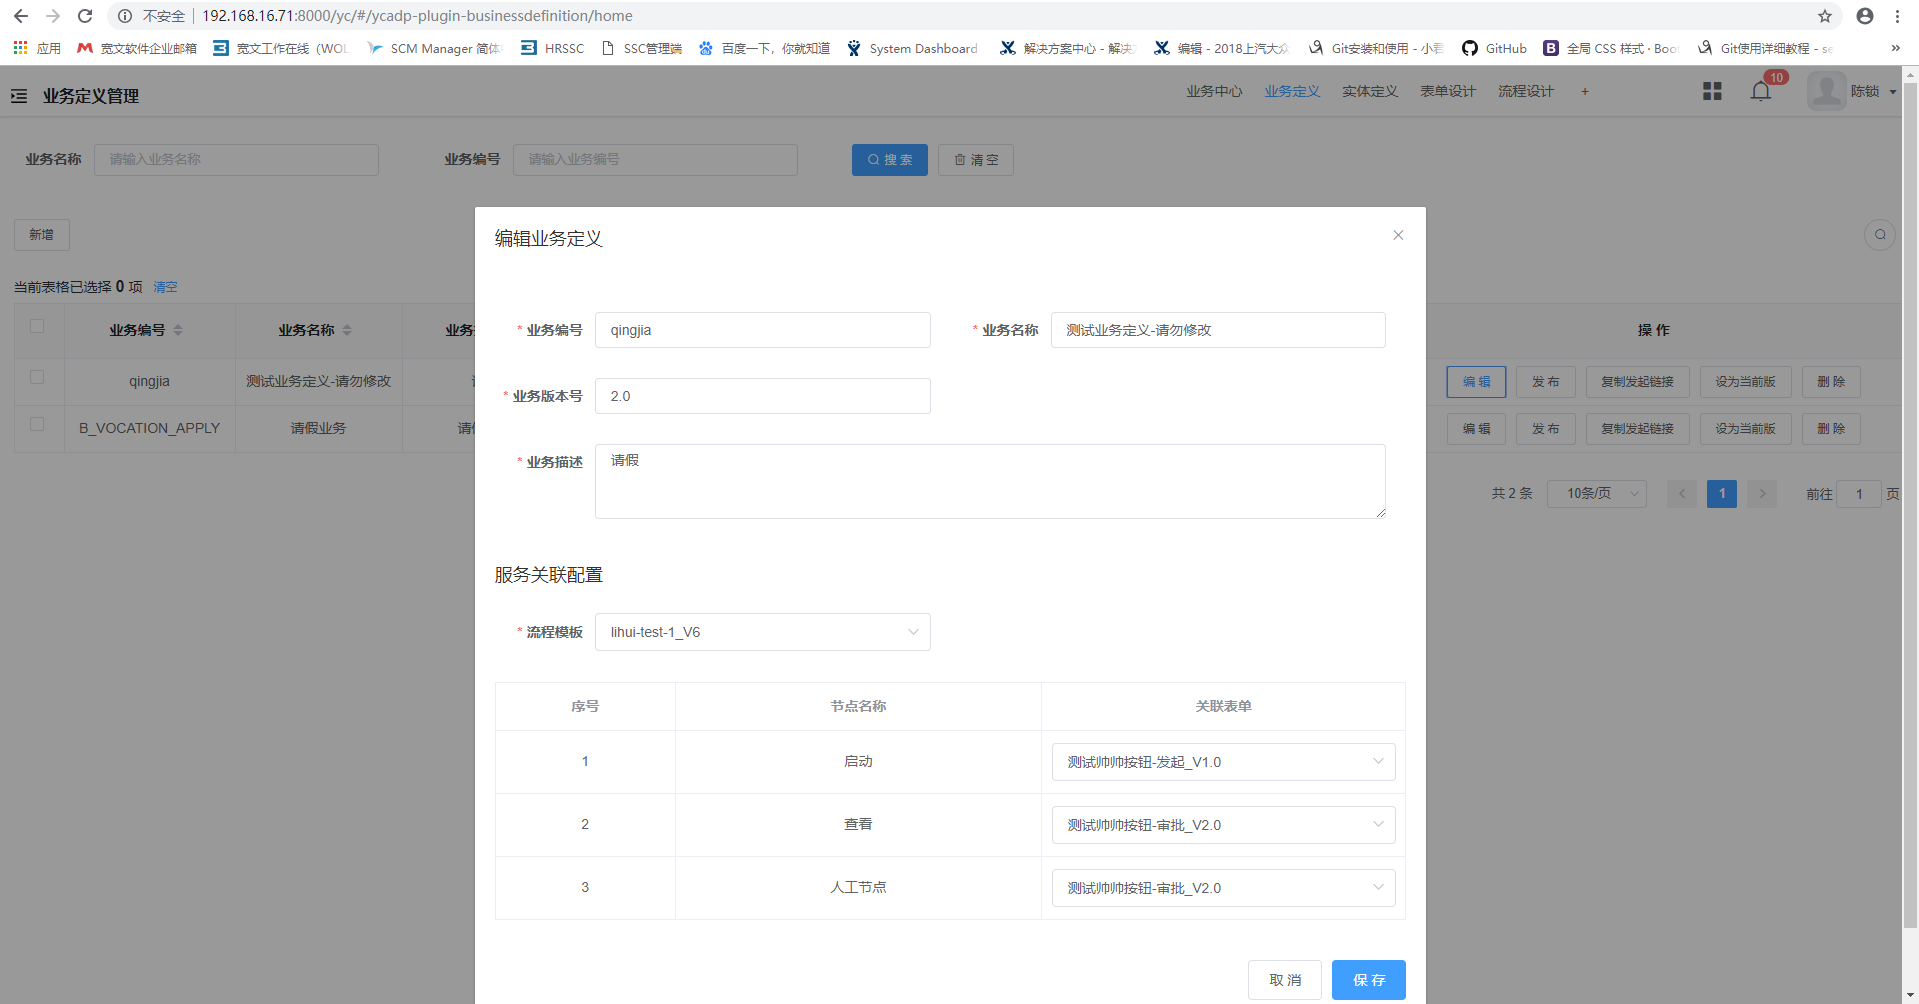 不安全 192.168.16.71:8000/yc/#/ycadp-plugin-businessdefinition/home
应用 宽文软件企业邮箱 宽文工作在线（WOL SCM Manager 简体 HRSSC SSC管理端 百度一下，你就知道 System Dashboard 解决方案中心 - 解决 编辑 - 2018上汽大众 Git安装和使用 - 小君 GitHub 全局 CSS 样式 · Boo Git使用详细教程 - se »
业务定义管理 业务中心 业务定义 实体定义 表单设计 流程设计 + 10 陈锁
业务名称 请输入业务名称 业务编号 请输入业务编号 搜 索 清 空
新增
当前表格已选择 0 项 清空
业务编号 业务名称 业务 操 作
qingjia 测试业务定义-请勿修改 编 辑 发 布 复制发起链接 设为当前版 删 除
B_VOCATION_APPLY 请假业务 请 编 辑 发 布 复制发起链接 设为当前版 删 除
共 2 条 10条/页 1 前往 1 页
编辑业务定义
* 业务编号 qingjia * 业务名称 测试业务定义-请勿修改
* 业务版本号 2.0
* 业务描述 请假
服务关联配置
* 流程模板 lihui-test-1_V6
序号 节点名称 关联表单
1 启动 测试帅帅按钮-发起_V1.0
2 查看 测试帅帅按钮-审批_V2.0
3 人工节点 测试帅帅按钮-审批_V2.0
取 消 保 存